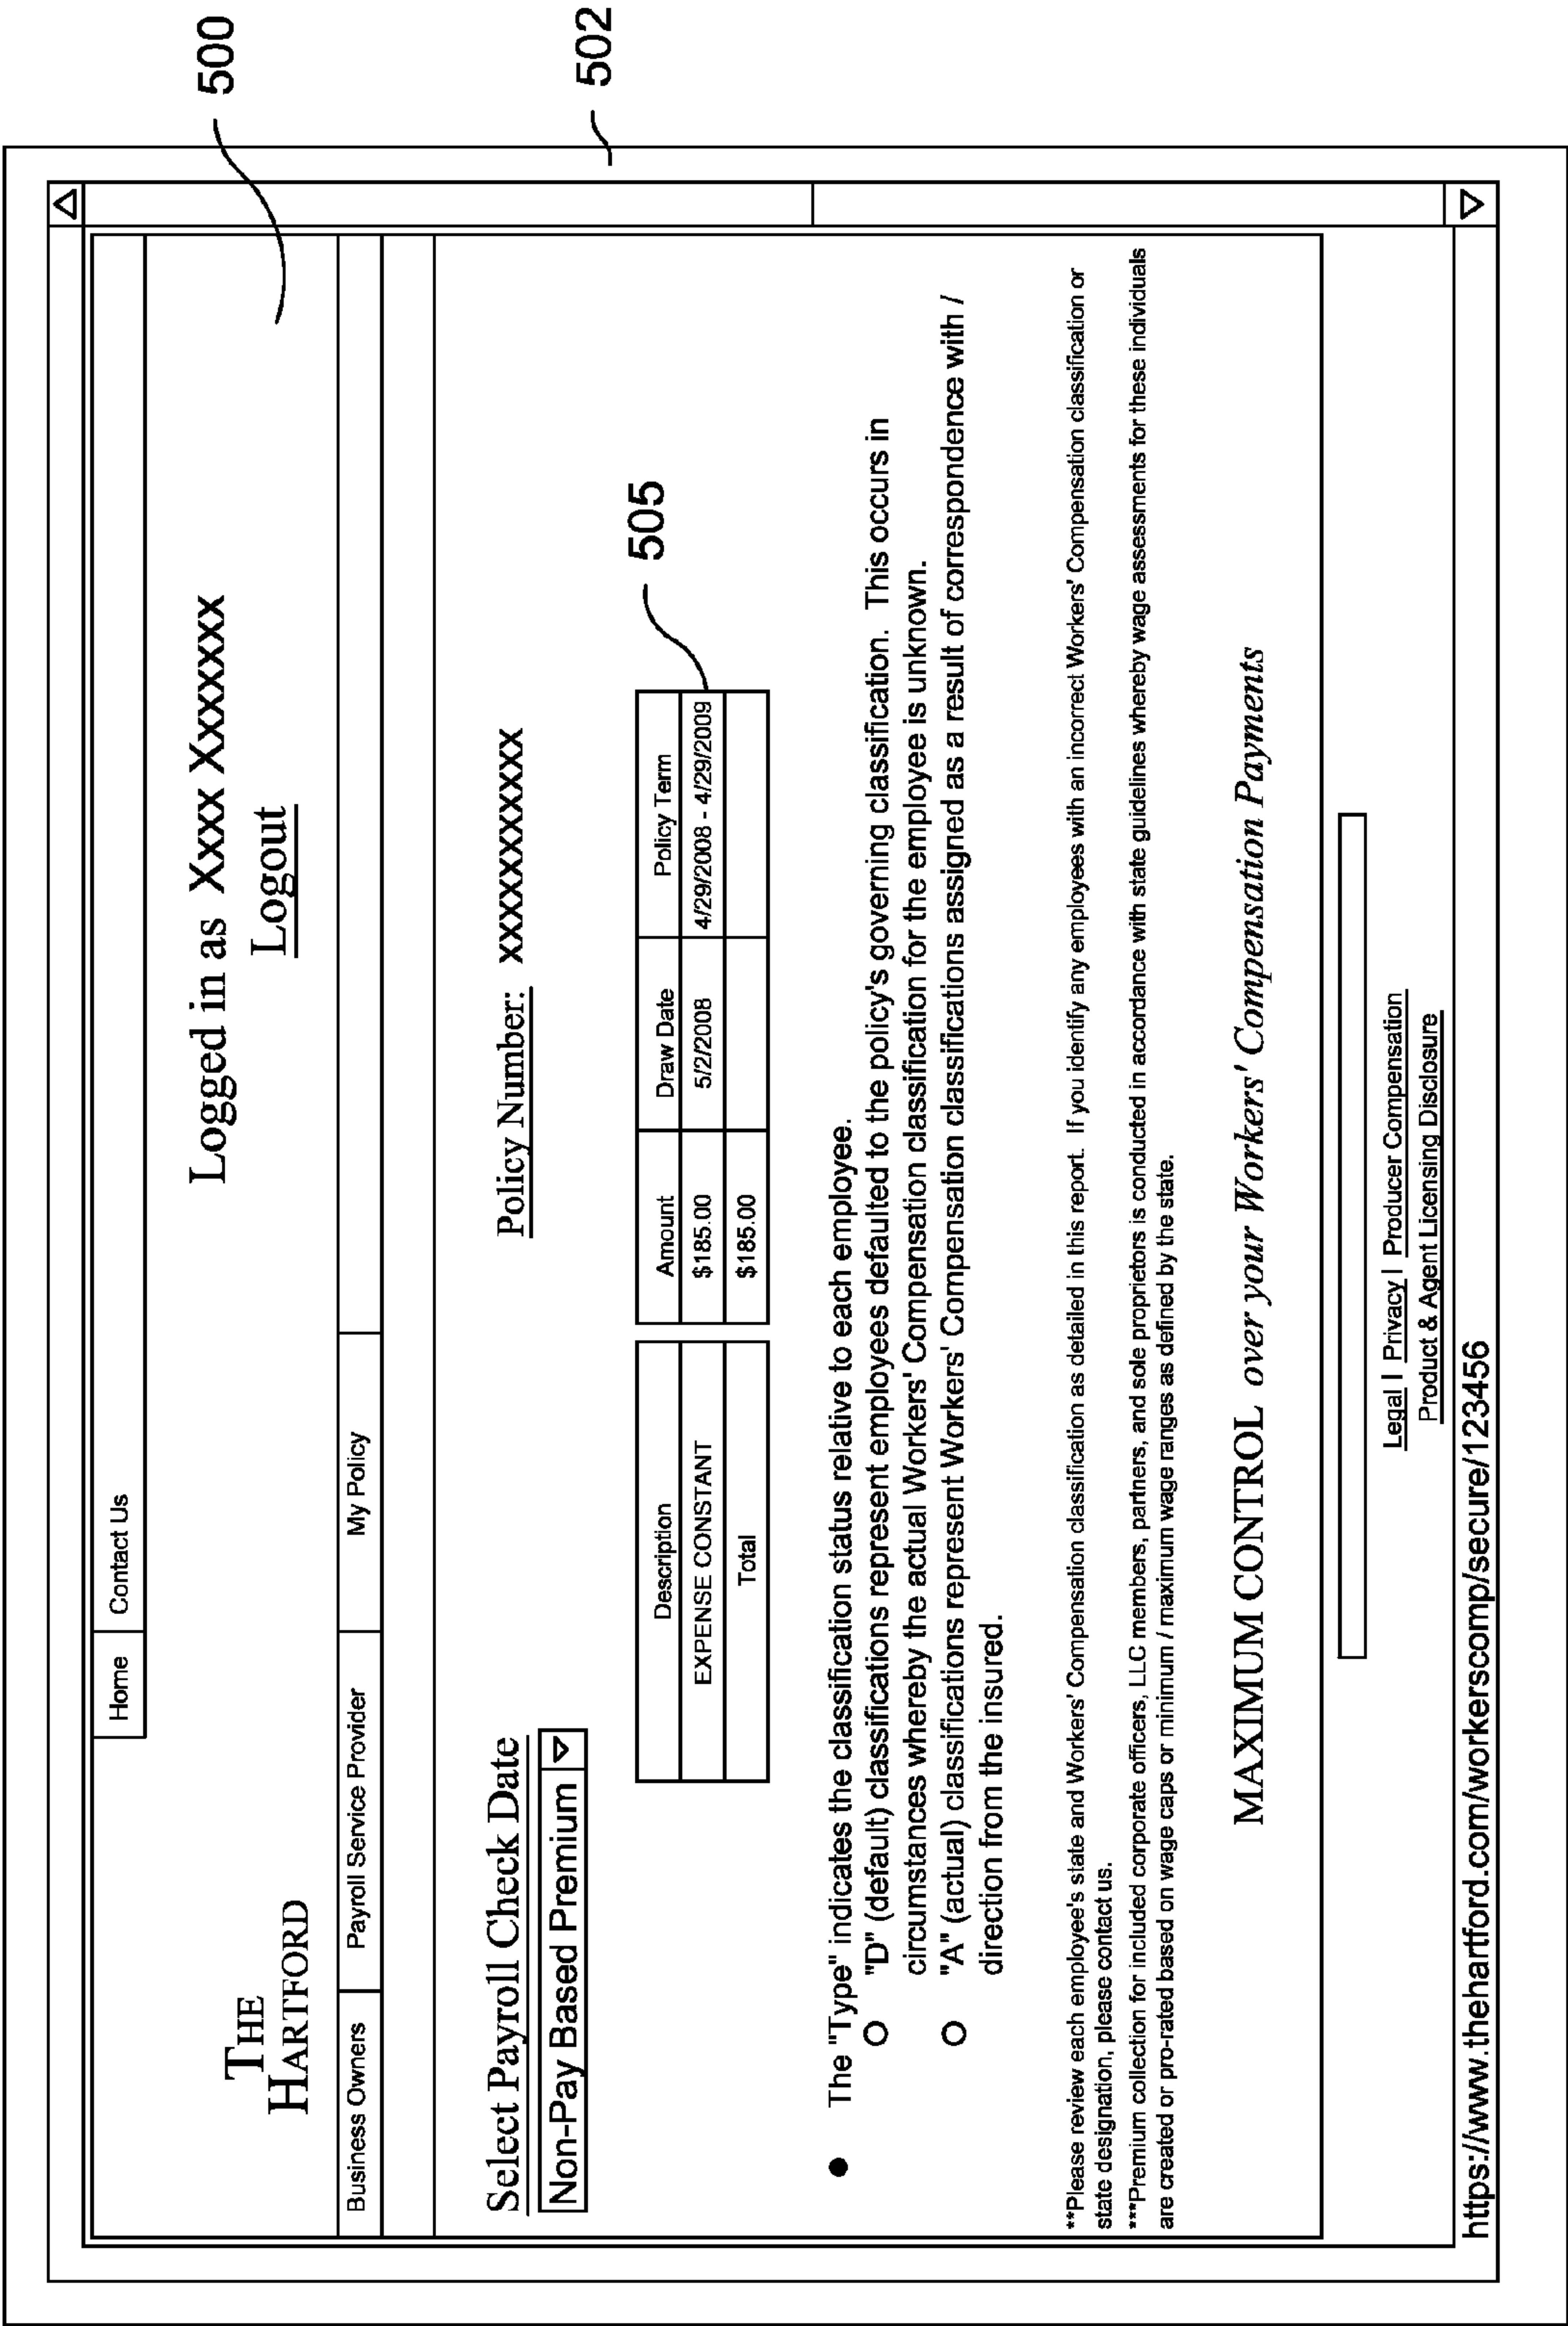 Home Contact Us
500
THE
HARTFORD
Logged in as Xxxx Xxxxxxx
Logout
502
Business Owners Payroll Service Provider My Policy
Select Payroll Check Date
Policy Number: XXXXXXXXXX
Non-Pay Based Premium
505
Description Amount Draw Date Policy Term
EXPENSE CONSTANT $185.00 5/2/2008 4/29/2008 - 4/29/2009
Total $185.00
● The "Type" indicates the classification status relative to each employee.
O "D" (default) classifications represent employees defaulted to the policy's governing classification. This occurs in
circumstances whereby the actual Workers' Compensation classification for the employee is unknown.
O "A" (actual) classifications represent Workers' Compensation classifications assigned as a result of correspondence with /
direction from the insured.
**Please review each employee's state and Workers' Compensation classification as detailed in this report. If you identify any employees with an incorrect Workers' Compensation classification or
state designation, please contact us.
***Premium collection for included corporate officers, LLC members, partners, and sole proprietors is conducted in accordance with state guidelines whereby wage assessments for these individuals
are created or pro-rated based on wage caps or minimum / maximum wage ranges as defined by the state.
MAXIMUM CONTROL over your Workers' Compensation Payments
Legal | Privacy | Producer Compensation
Product & Agent Licensing Disclosure
https://www.thehartford.com/workerscomp/secure/123456